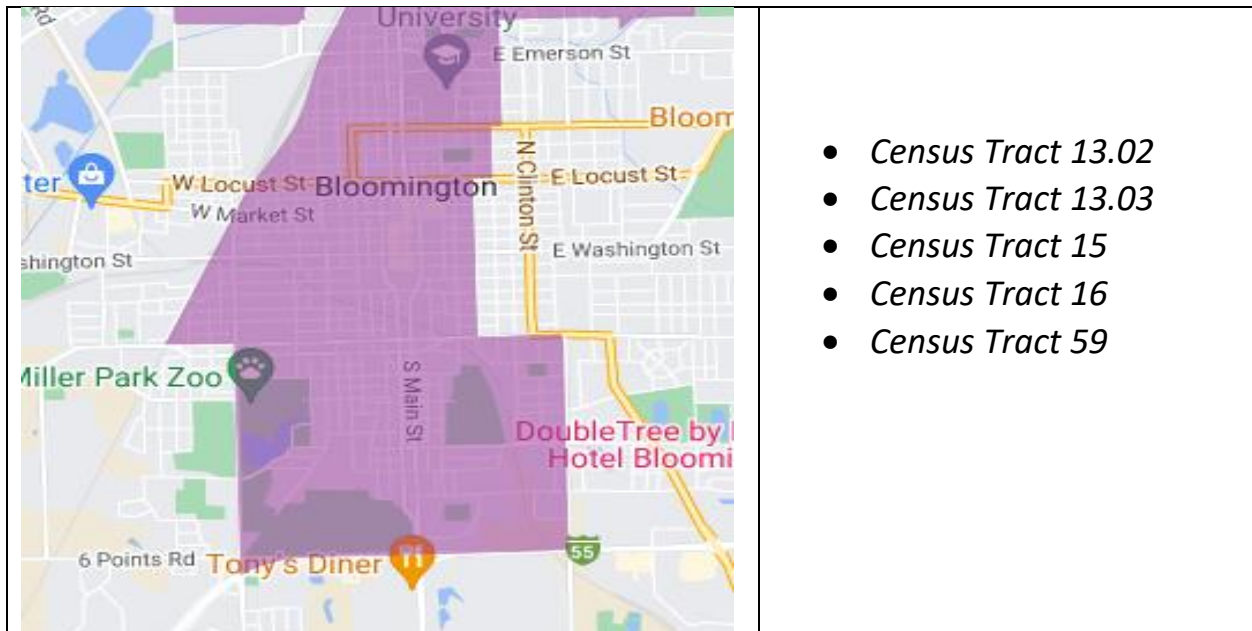 Rd
University
E Emerson St
Bloom
N Clinton St
ter
W Locust St
Bloomington
E Locust St
W Market St
shington St
E Washington St
Miller Park Zoo
S Main St
DoubleTree by
Hotel Bloomi
6 Points Rd
Tony's Diner
55
• Census Tract 13.02
• Census Tract 13.03
• Census Tract 15
• Census Tract 16
• Census Tract 59